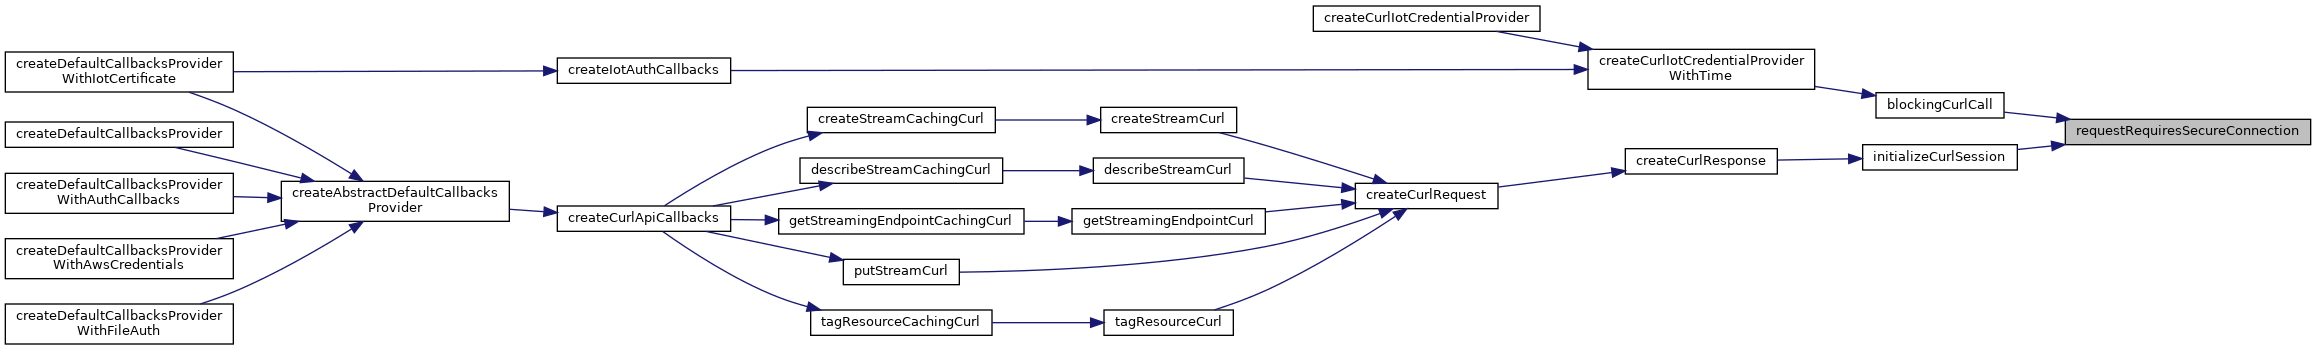 createCurlIotCredentialProvider
createDefaultCallbacksProvider
WithIotCertificate
createIotAuthCallbacks
createCurlIotCredentialProvider
WithTime
blockingCurlCall
createStreamCachingCurl
createStreamCurl
requestRequiresSecureConnection
createDefaultCallbacksProvider
describeStreamCachingCurl
describeStreamCurl
createCurlResponse
initializeCurlSession
createDefaultCallbacksProvider
WithAuthCallbacks
createAbstractDefaultCallbacks
Provider
createCurlRequest
createCurlApiCallbacks
getStreamingEndpointCachingCurl
getStreamingEndpointCurl
createDefaultCallbacksProvider
WithAwsCredentials
putStreamCurl
createDefaultCallbacksProvider
WithFileAuth
tagResourceCachingCurl
tagResourceCurl